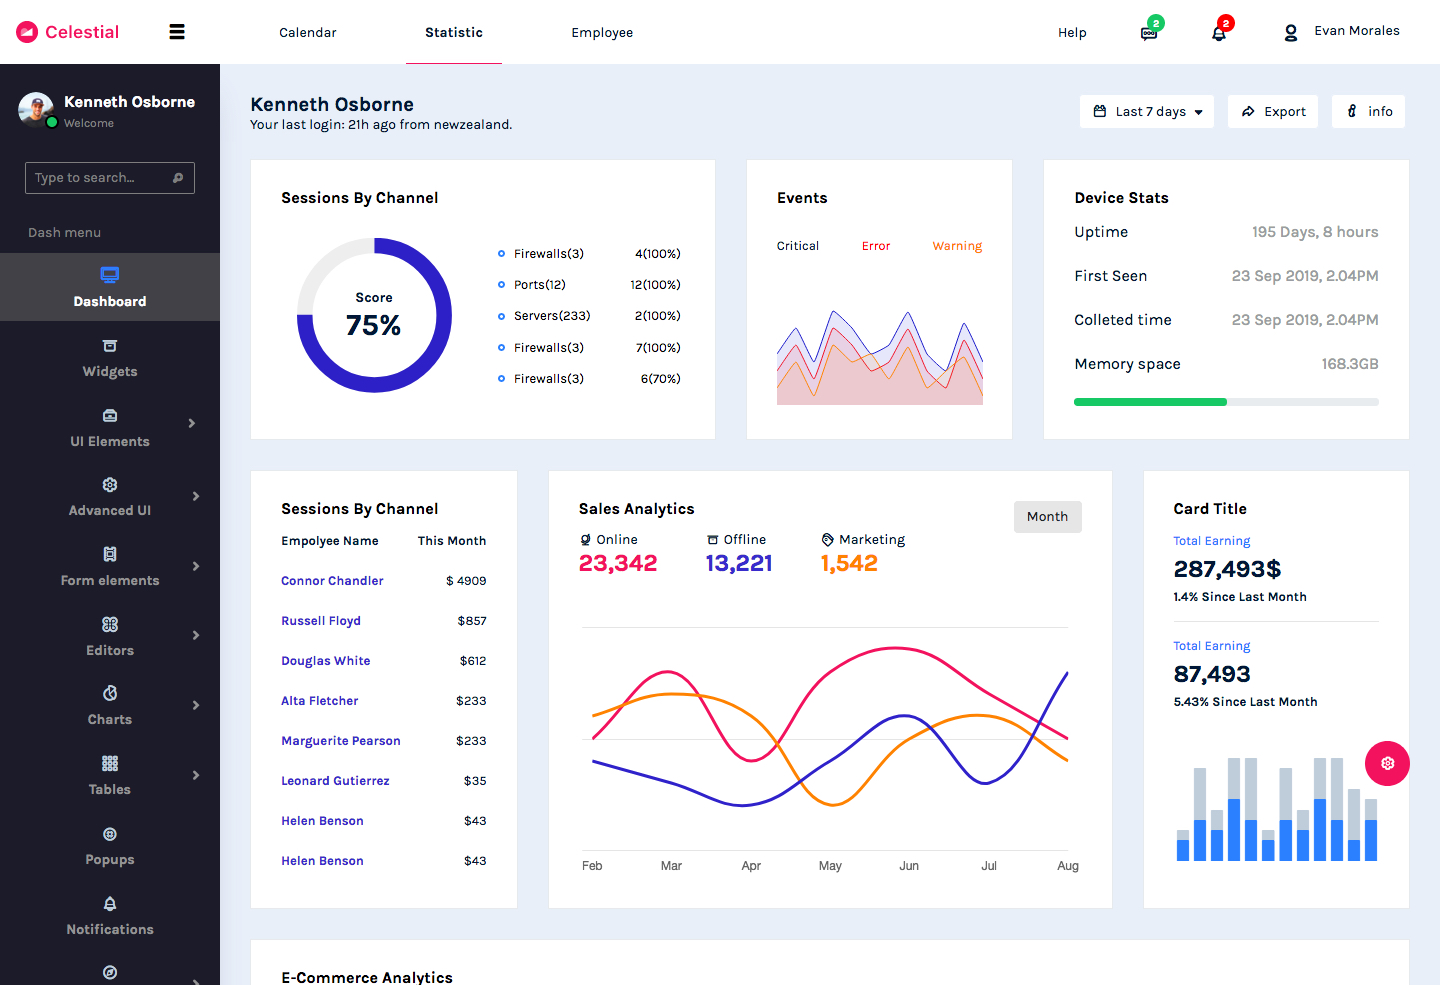 Celestial
Calendar
Statistic
Employee
Help
2
2
Evan Morales
Kenneth Osborne
Welcome
Type to search...
Dash menu
Dashboard
Widgets
UI Elements
Advanced UI
Form elements
Editors
Charts
Tables
Popups
Notifications
Kenneth Osborne
Your last login: 21h ago from newzealand.
Last 7 days
Export
info
Sessions By Channel
Score
75%
Firewalls(3) 4(100%)
Ports(12) 12(100%)
Servers(233) 2(100%)
Firewalls(3) 7(100%)
Firewalls(3) 6(70%)
Events
Critical Error Warning
Device Stats
Uptime 195 Days, 8 hours
First Seen 23 Sep 2019, 2.04PM
Colleted time 23 Sep 2019, 2.04PM
Memory space 168.3GB
Sessions By Channel
Empolyee Name This Month
Connor Chandler $ 4909
Russell Floyd $857
Douglas White $612
Alta Fletcher $233
Marguerite Pearson $233
Leonard Gutierrez $35
Helen Benson $43
Helen Benson $43
Sales Analytics
Month
Online Offline Marketing
23,342 13,221 1,542
Feb Mar Apr May Jun Jul Aug
Card Title
Total Earning
287,493$
1.4% Since Last Month
Total Earning
87,493
5.43% Since Last Month
E-Commerce Analytics